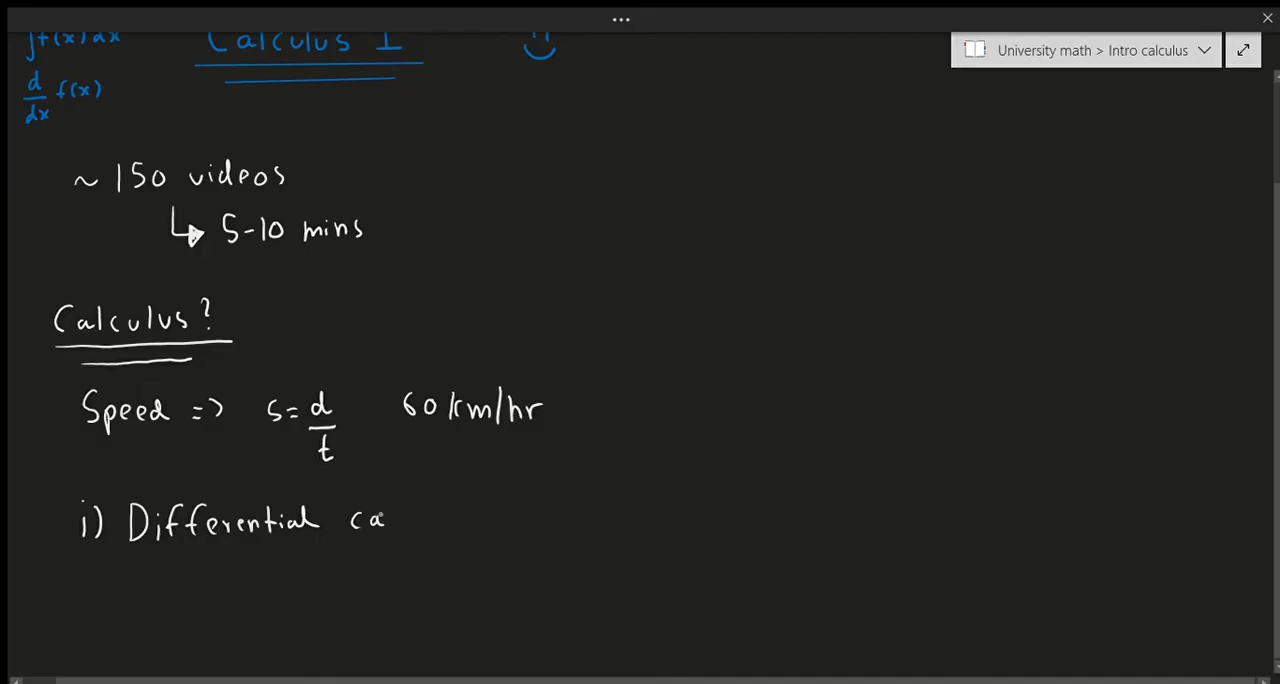 ∫f(x)dx Calculus I
University math > Intro calculus
d/dx f(x)
~ 150 videos
↳ 5-10 mins
Calculus?
Speed => s = d/t 60 km/hr
i) Differential ca